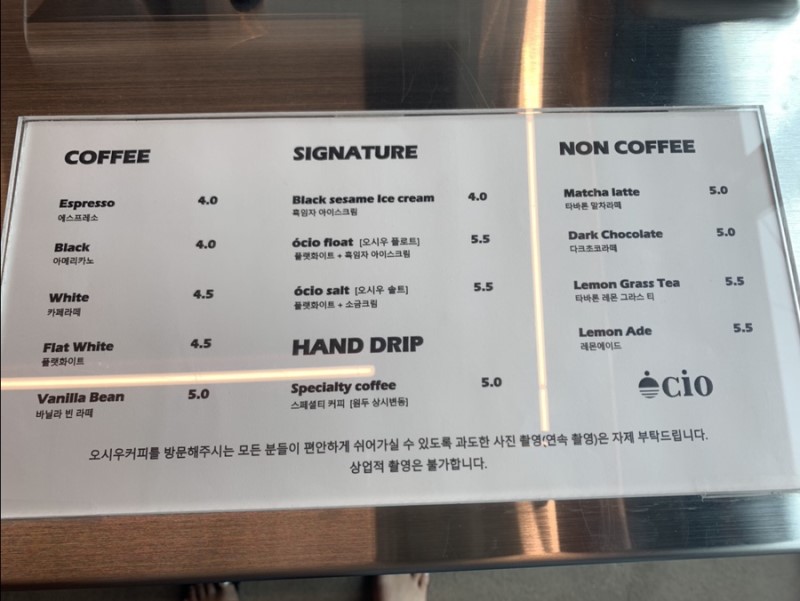 COFFEE
Espresso 4.0
에스프레소
Black 4.0
아메리카노
White 4.5
카페라떼
Flat White 4.5
플랫화이트
Vanilla Bean 5.0
바닐라 빈 라떼
SIGNATURE
Black sesame Ice cream 4.0
흑임자 아이스크림
ócio float [오시우 플로트] 5.5
플랫화이트 + 흑임자 아이스크림
ócio salt [오시우 솔트] 5.5
플랫화이트 + 소금크림
HAND DRIP
Specialty coffee 5.0
스페셜티 커피 [원두 상시변동]
NON COFFEE
Matcha latte 5.0
타바론 말차라떼
Dark Chocolate 5.0
다크초코라떼
Lemon Grass Tea 5.5
타바론 레몬 그라스 티
Lemon Ade 5.5
레몬에이드
ócio
오시우커피를 방문해주시는 모든 분들이 편안하게 쉬어가실 수 있도록 과도한 사진 촬영(연속 촬영)은 자제 부탁드립니다.
상업적 촬영은 불가합니다.